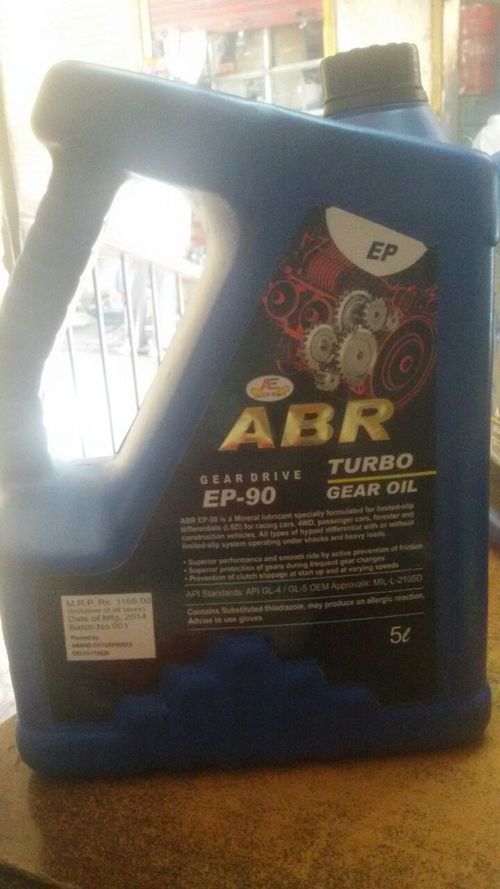 EP
AE
ABR
GEAR DRIVE
EP-90
TURBO
GEAR OIL
ABR EP-90 is a Mineral lubricant specially formulated for limited-slip
differentials (LSD) for racing cars, 4WD, passenger cars, forester and
construction vehicles. All types of hypoid differential with or without
limited-slip system operating under shocks and heavy loads.
• Superior performance and smooth ride by active prevention of friction
• Superior protection of gears during frequent gear changes
• Prevention of clutch slippage at start up and at varying speeds
API Standards: API GL-4 / GL-5 OEM Approvals: MIL-L-2105D
Contains Substituted thiadiazole, may produce an allergic reaction.
Advise to use gloves.
5ℓ
M.R.P. Rs. 1195.00
(Inclusive of all taxes)
Date of Mfg. 2014
Batch No 001
Packed by:
ANAND ENTERPRISES